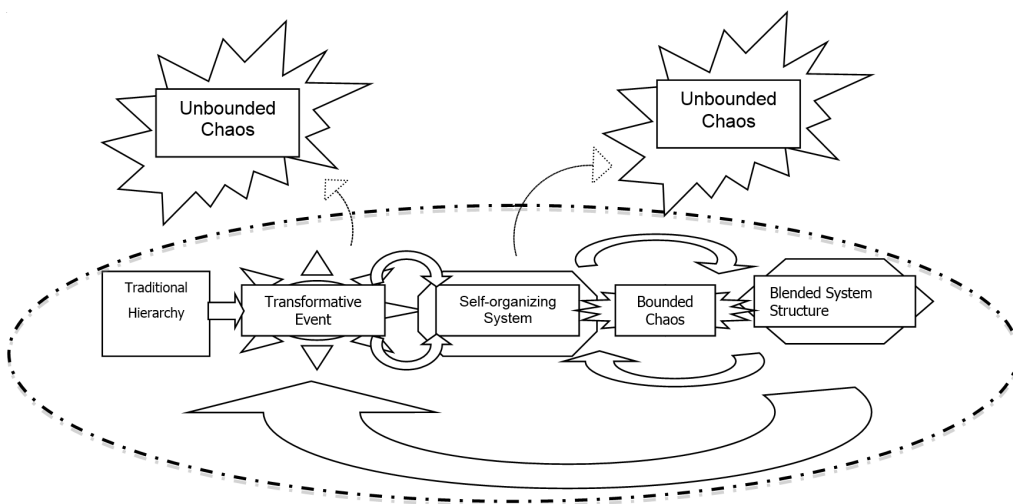 Unbounded
Chaos
Unbounded
Chaos
Traditional
Hierarchy
Transformative
Event
Self-organizing
System
Bounded
Chaos
Blended System
Structure